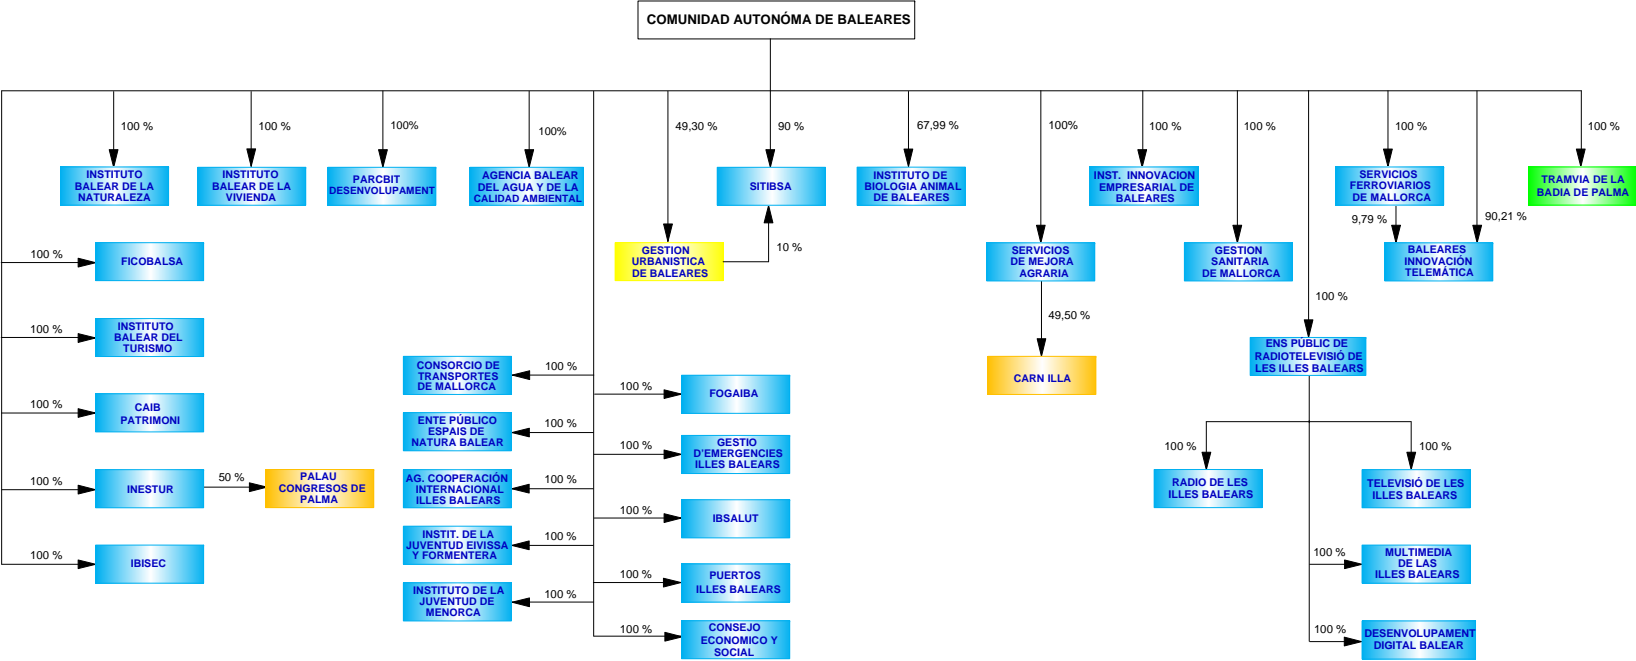 COMUNIDAD AUTONÓMA DE BALEARES
100 %
100 %
100%
100%
49,30 %
90 %
67,99 %
100%
100 %
100 %
100 %
100 %
INSTITUTO
BALEAR DE LA
NATURALEZA
INSTITUTO
BALEAR DE LA
VIVIENDA
PARCBIT
DESENVOLUPAMENT
AGENCIA BALEAR
DEL AGUA Y DE LA
CALIDAD AMBIENTAL
SITIBSA
INSTITUTO DE
BIOLOGIA ANIMAL
DE BALEARES
INST. INNOVACION
EMPRESARIAL DE
BALEARES
SERVICIOS
FERROVIARIOS
DE MALLORCA
TRAMVIA DE LA
BADIA DE PALMA
9,79 %
90,21 %
100 %
FICOBALSA
GESTION
URBANISTICA
DE BALEARES
10 %
SERVICIOS
DE MEJORA
AGRARIA
GESTION
SANITARIA
DE MALLORCA
BALEARES
INNOVACIÓN
TELEMÁTICA
100 %
49,50 %
100 %
INSTITUTO
BALEAR DEL
TURISMO
ENS PÚBLIC DE
RADIOTELEVISIÓ DE
LES ILLES BALEARS
CONSORCIO DE
TRANSPORTES
DE MALLORCA
100 %
100 %
FOGAIBA
CARN ILLA
100 %
CAIB
PATRIMONI
ENTE PÚBLICO
ESPAIS DE
NATURA BALEAR
100 %
100 %
GESTIO
D'EMERGENCIES
ILLES BALEARS
100 %
100 %
100 %
INESTUR
50 %
PALAU
CONGRESOS DE
PALMA
AG. COOPERACIÓN
INTERNACIONAL
ILLES BALEARS
100 %
RADIO DE LES
ILLES BALEARS
TELEVISIÓ DE LES
ILLES BALEARS
100 %
IBSALUT
INSTIT. DE LA
JUVENTUD EIVISSA
Y FORMENTERA
100 %
100 %
IBISEC
100 %
MULTIMEDIA
DE LAS
ILLES BALEARS
100 %
PUERTOS
ILLES BALEARS
INSTITUTO DE LA
JUVENTUD DE
MENORCA
100 %
100 %
CONSEJO
ECONOMICO Y
SOCIAL
100 %
DESENVOLUPAMENT
DIGITAL BALEAR